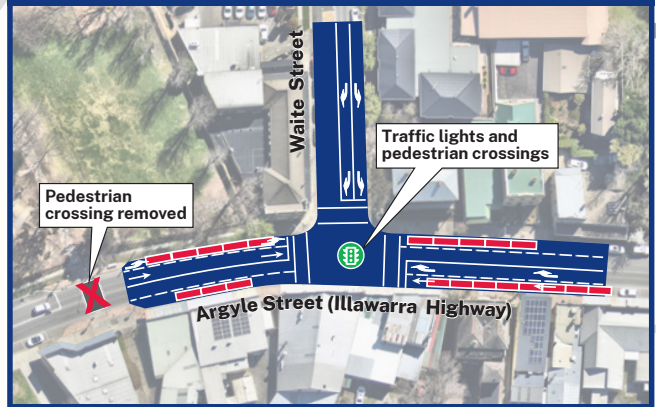 Waite Street
Traffic lights and
pedestrian crossings
Pedestrian
crossing removed
Argyle Street (Illawarra Highway)